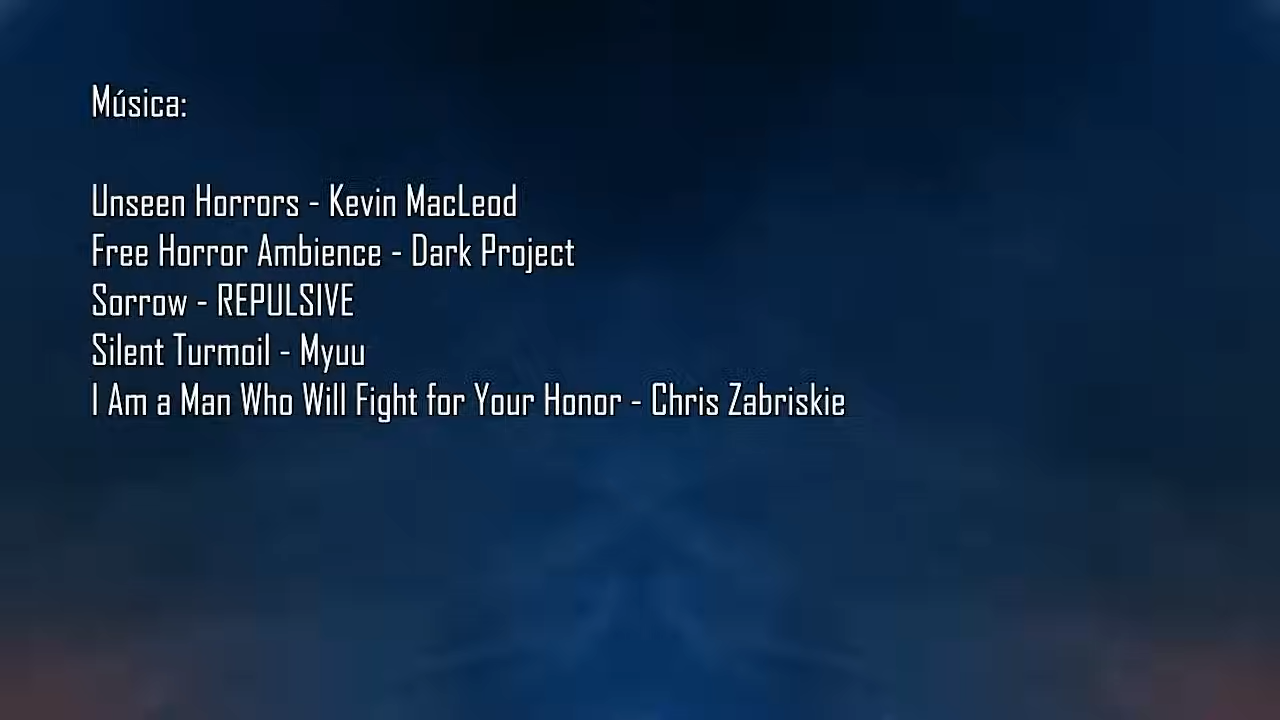 Música:
Unseen Horrors - Kevin MacLeod
Free Horror Ambience - Dark Project
Sorrow - REPULSIVE
Silent Turmoil - Myuu
I Am a Man Who Will Fight for Your Honor - Chris Zabriskie